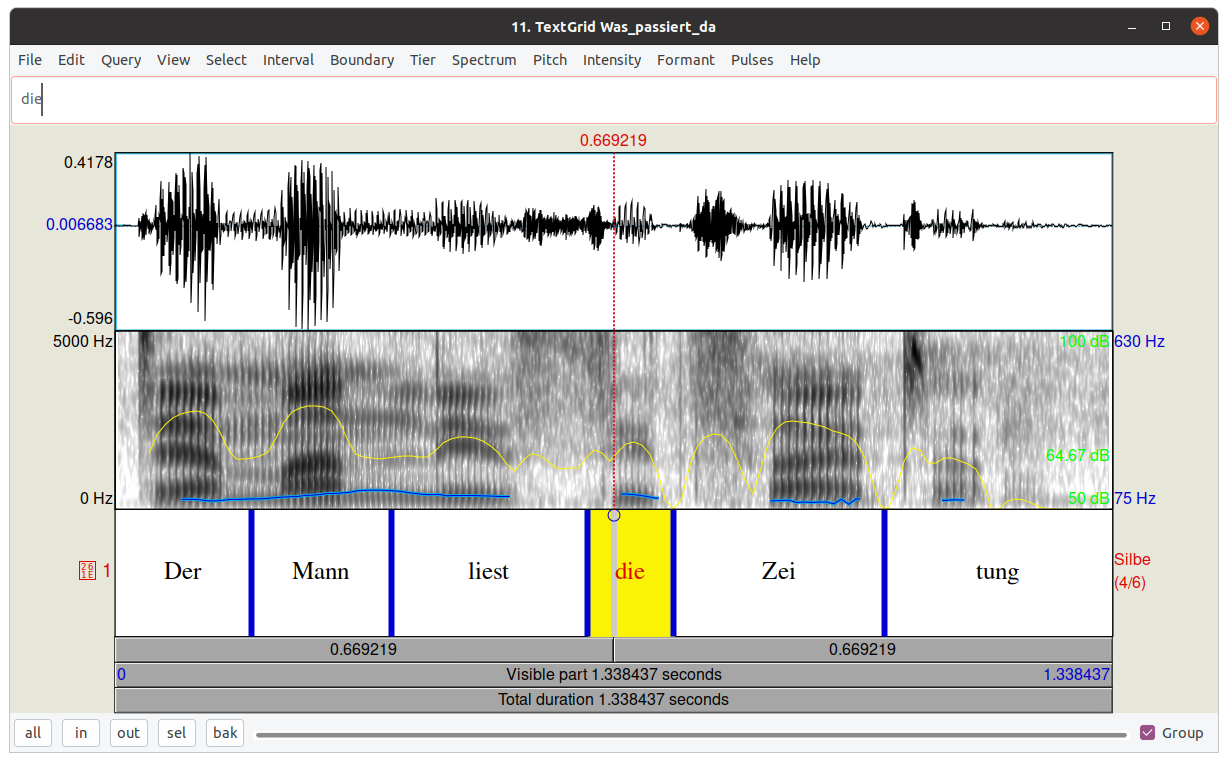 11. TextGrid Was_passiert_da
File Edit Query View Select Interval Boundary Tier Spectrum Pitch Intensity Formant Pulses Help
die
0.669219
0.4178
0.006683
-0.596
5000 Hz 100 dB 630 Hz
64.67 dB
0 Hz 50 dB 75 Hz
261E 1 Der Mann liest die Zei tung Silbe
(4/6)
0.669219 0.669219
0 Visible part 1.338437 seconds 1.338437
Total duration 1.338437 seconds
all in out sel bak Group